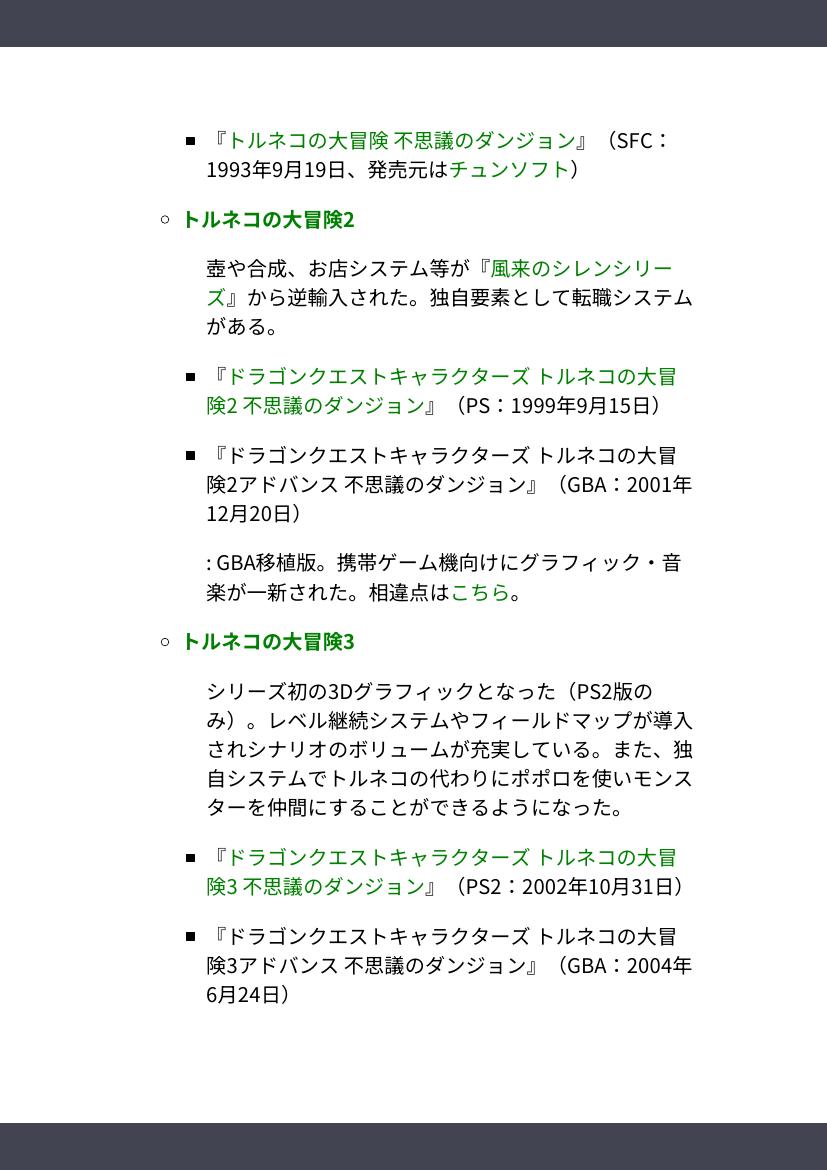 『トルネコの大冒険 不思議のダンジョン』（SFC：
1993年9月19日、発売元はチュンソフト）
トルネコの大冒険2
壺や合成、お店システム等が『風来のシレンシリー
ズ』から逆輸入された。独自要素として転職システム
がある。
『ドラゴンクエストキャラクターズ トルネコの大冒
険2 不思議のダンジョン』（PS：1999年9月15日）
『ドラゴンクエストキャラクターズ トルネコの大冒
険2アドバンス 不思議のダンジョン』（GBA：2001年
12月20日）
: GBA移植版。携帯ゲーム機向けにグラフィック・音
楽が一新された。相違点はこちら。
トルネコの大冒険3
シリーズ初の3Dグラフィックとなった（PS2版の
み）。レベル継続システムやフィールドマップが導入
されシナリオのボリュームが充実している。また、独
自システムでトルネコの代わりにポポロを使いモンス
ターを仲間にすることができるようになった。
『ドラゴンクエストキャラクターズ トルネコの大冒
険3 不思議のダンジョン』（PS2：2002年10月31日）
『ドラゴンクエストキャラクターズ トルネコの大冒
険3アドバンス 不思議のダンジョン』（GBA：2004年
6月24日）